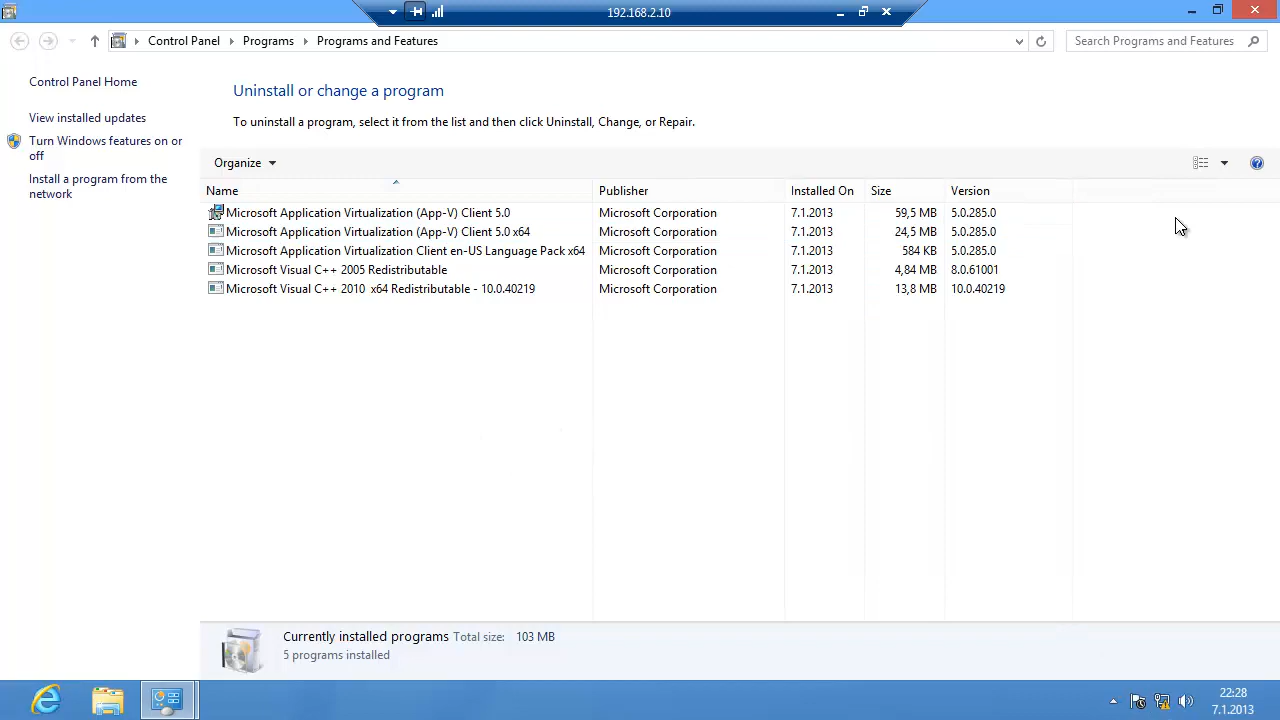 192.168.2.10
Control Panel Programs Programs and Features
Search Programs and Features
Control Panel Home
View installed updates
Turn Windows features on or
off
Install a program from the
network
Uninstall or change a program
To uninstall a program, select it from the list and then click Uninstall, Change, or Repair.
Organize
Name Publisher Installed On Size Version
Microsoft Application Virtualization (App-V) Client 5.0 Microsoft Corporation 7.1.2013 59,5 MB 5.0.285.0
Microsoft Application Virtualization (App-V) Client 5.0 x64 Microsoft Corporation 7.1.2013 24,5 MB 5.0.285.0
Microsoft Application Virtualization Client en-US Language Pack x64 Microsoft Corporation 7.1.2013 584 KB 5.0.285.0
Microsoft Visual C++ 2005 Redistributable Microsoft Corporation 7.1.2013 4,84 MB 8.0.61001
Microsoft Visual C++ 2010 x64 Redistributable - 10.0.40219 Microsoft Corporation 7.1.2013 13,8 MB 10.0.40219
Currently installed programs Total size: 103 MB
5 programs installed
22:28
7.1.2013